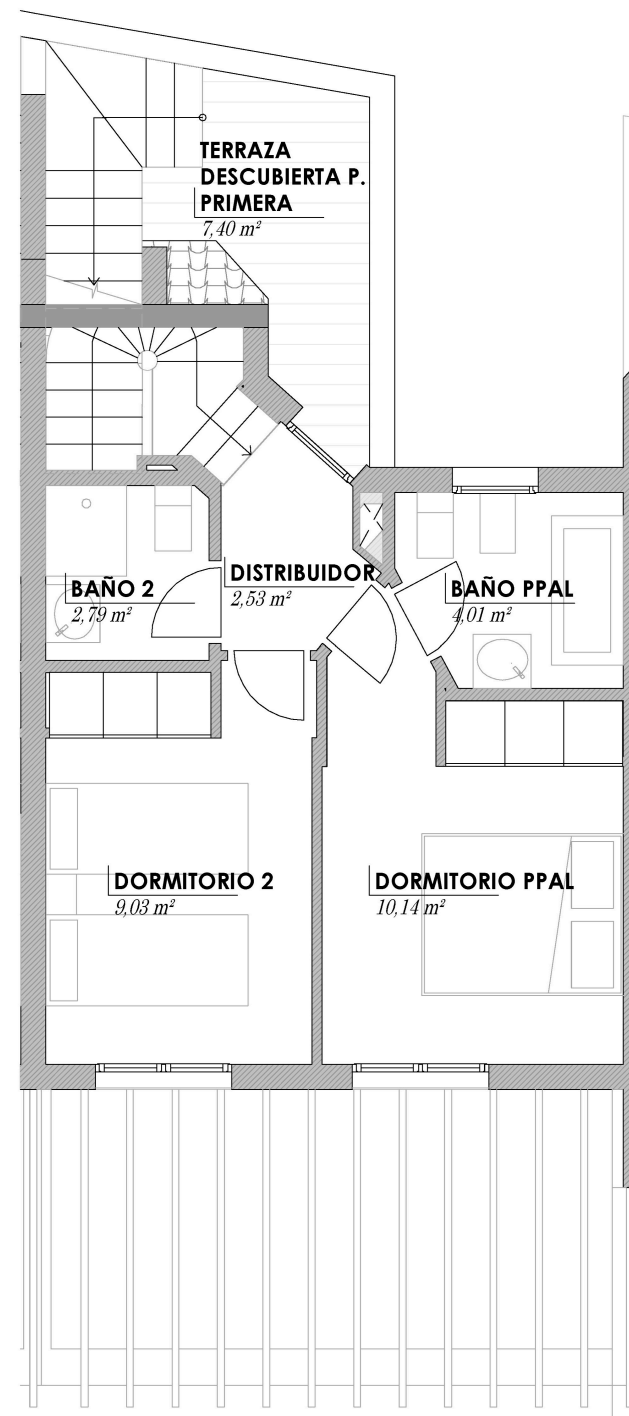 TERRAZA
DESCUBIERTA P.
PRIMERA
7,40 m²
DISTRIBUIDOR
2,53 m²
BAÑO 2
2,79 m²
BAÑO PPAL
4,01 m²
DORMITORIO 2
9,03 m²
DORMITORIO PPAL
10,14 m²